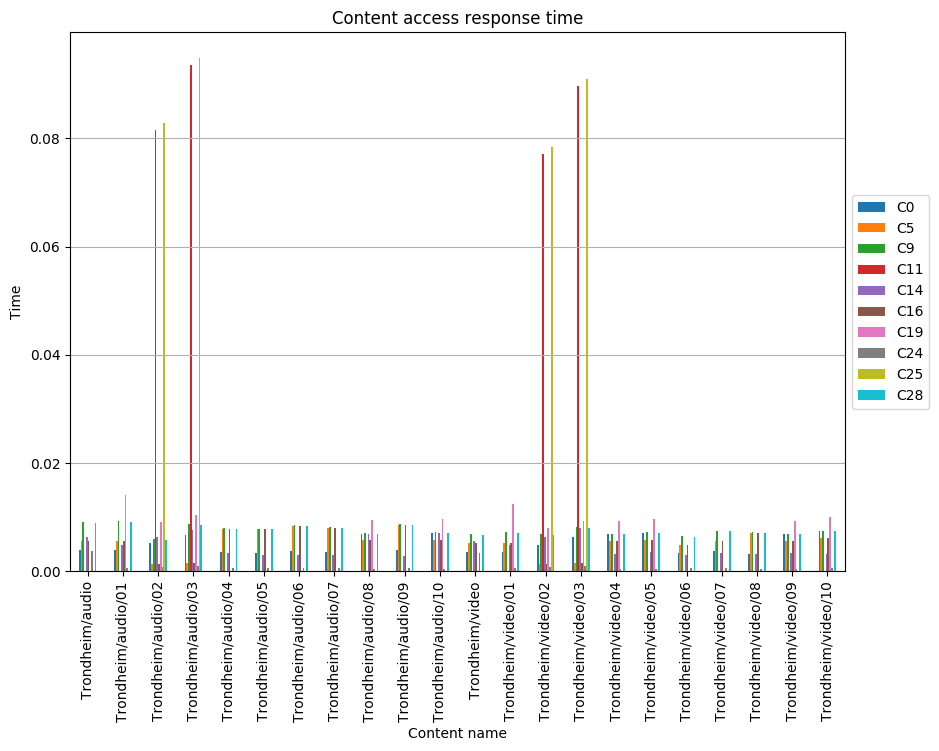 Content access response time
0.08
0.06
0.04
0.02
0.00
Time
Trondheim/audio
Trondheim/audio/01
Trondheim/audio/02
Trondheim/audio/03
Trondheim/audio/04
Trondheim/audio/05
Trondheim/audio/06
Trondheim/audio/07
Trondheim/audio/08
Trondheim/audio/09
Trondheim/audio/10
Trondheim/video
Trondheim/video/01
Trondheim/video/02
Trondheim/video/03
Trondheim/video/04
Trondheim/video/05
Trondheim/video/06
Trondheim/video/07
Trondheim/video/08
Trondheim/video/09
Trondheim/video/10
Content name
C0
C5
C9
C11
C14
C16
C19
C24
C25
C28